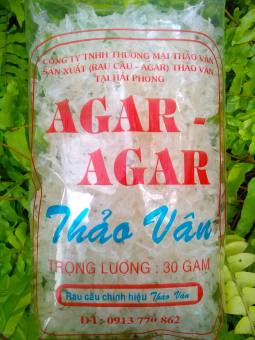 CÔNG TY TNHH THƯƠNG MẠI THẢO VÂN
SẢN XUẤT (RAU CÂU - AGAR) THẢO VÂN
TẠI HẢI PHÒNG
AGAR -
AGAR
Thảo Vân
TRỌNG LƯỢNG : 30 GAM
Rau câu chính hiệu Thảo Vân
ĐT: 0913 770 862